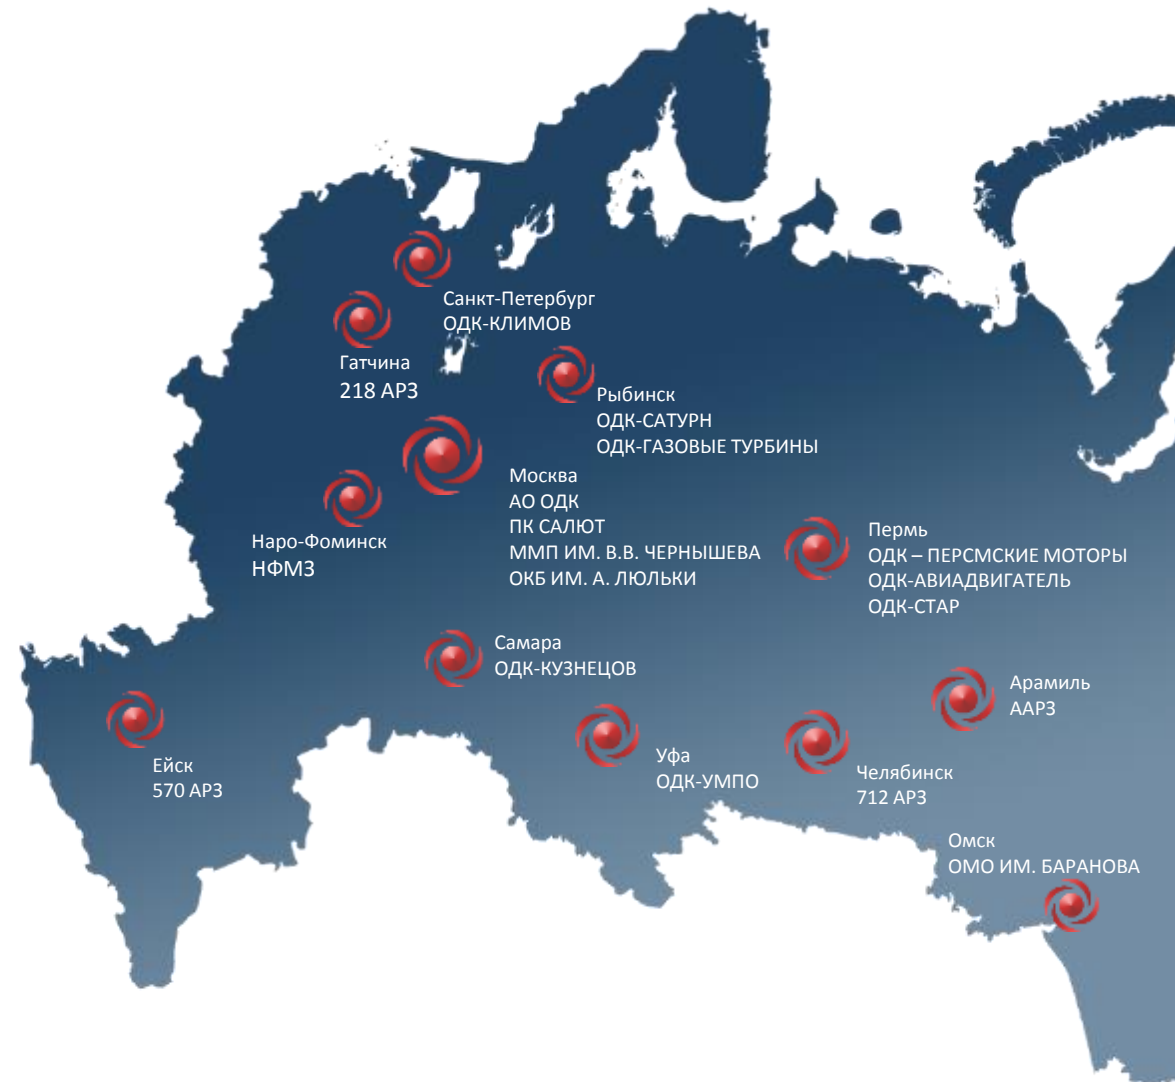 Санкт-Петербург
ОДК-КЛИМОВ
Гатчина
218 АРЗ
Рыбинск
ОДК-САТУРН
ОДК-ГАЗОВЫЕ ТУРБИНЫ
Москва
АО ОДК
ПК САЛЮТ
ММП ИМ. В.В. ЧЕРНЫШЕВА
ОКБ ИМ. А. ЛЮЛЬКИ
Наро-Фоминск
НФМЗ
Пермь
ОДК – ПЕРСМСКИЕ МОТОРЫ
ОДК-АВИАДВИГАТЕЛЬ
ОДК-СТАР
Самара
ОДК-КУЗНЕЦОВ
Арамиль
ААРЗ
Уфа
ОДК-УМПО
Ейск
570 АРЗ
Челябинск
712 АРЗ
Омск
ОМО ИМ. БАРАНОВА